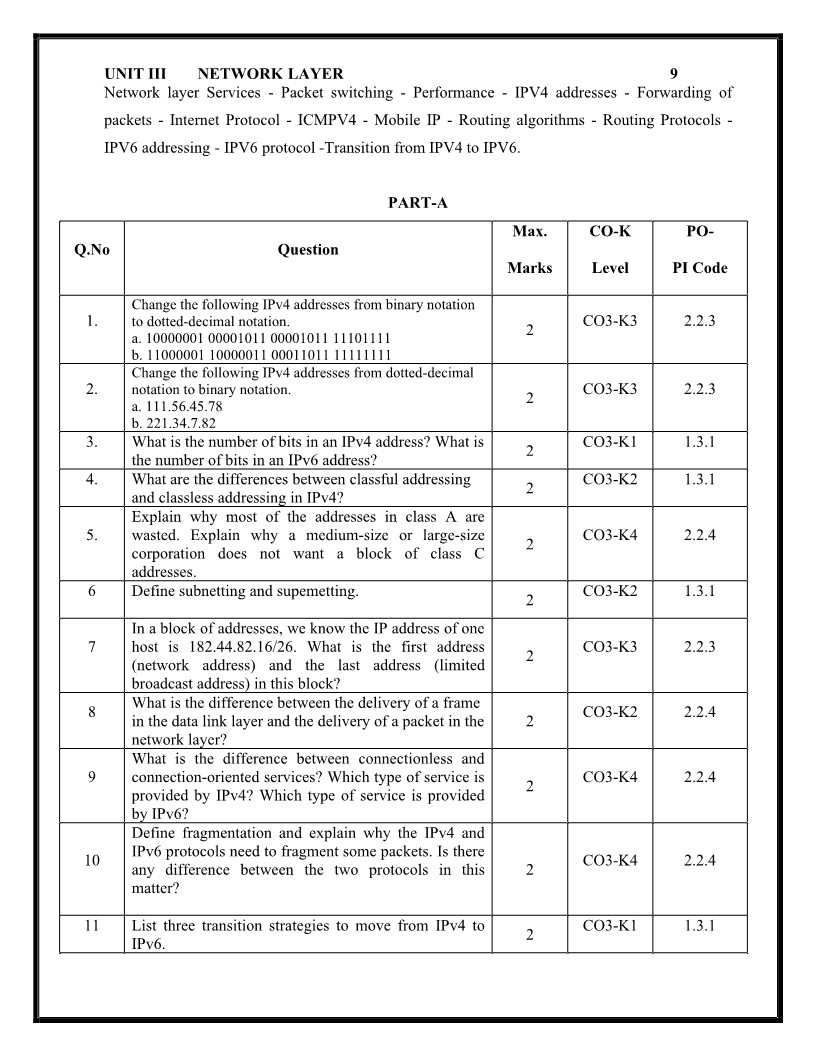 UNIT III NETWORK LAYER 9
Network layer Services - Packet switching - Performance - IPV4 addresses - Forwarding of
packets - Internet Protocol - ICMPV4 - Mobile IP - Routing algorithms - Routing Protocols -
IPV6 addressing - IPV6 protocol -Transition from IPV4 to IPV6.
PART-A
Q.No
Question
Max.
Marks
CO-K
Level
PO-
PI Code
1.
Change the following IPv4 addresses from binary notation
to dotted-decimal notation.
a. 10000001 00001011 00001011 11101111
b. 11000001 10000011 00011011 11111111
2
CO3-K3
2.2.3
2.
Change the following IPv4 addresses from dotted-decimal
notation to binary notation.
a. 111.56.45.78
b. 221.34.7.82
2
CO3-K3
2.2.3
3.
What is the number of bits in an IPv4 address? What is
the number of bits in an IPv6 address?
2
CO3-K1
1.3.1
4.
What are the differences between classful addressing
and classless addressing in IPv4?
2
CO3-K2
1.3.1
5.
Explain why most of the addresses in class A are
wasted. Explain why a medium-size or large-size
corporation does not want a block of class C
addresses.
2
CO3-K4
2.2.4
6
Define subnetting and supemetting.
2
CO3-K2
1.3.1
7
In a block of addresses, we know the IP address of one
host is 182.44.82.16/26. What is the first address
(network address) and the last address (limited
broadcast address) in this block?
2
CO3-K3
2.2.3
8
What is the difference between the delivery of a frame
in the data link layer and the delivery of a packet in the
network layer?
2
CO3-K2
2.2.4
9
What is the difference between connectionless and
connection-oriented services? Which type of service is
provided by IPv4? Which type of service is provided
by IPv6?
2
CO3-K4
2.2.4
10
Define fragmentation and explain why the IPv4 and
IPv6 protocols need to fragment some packets. Is there
any difference between the two protocols in this
matter?
2
CO3-K4
2.2.4
11
List three transition strategies to move from IPv4 to
IPv6.
2
CO3-K1
1.3.1